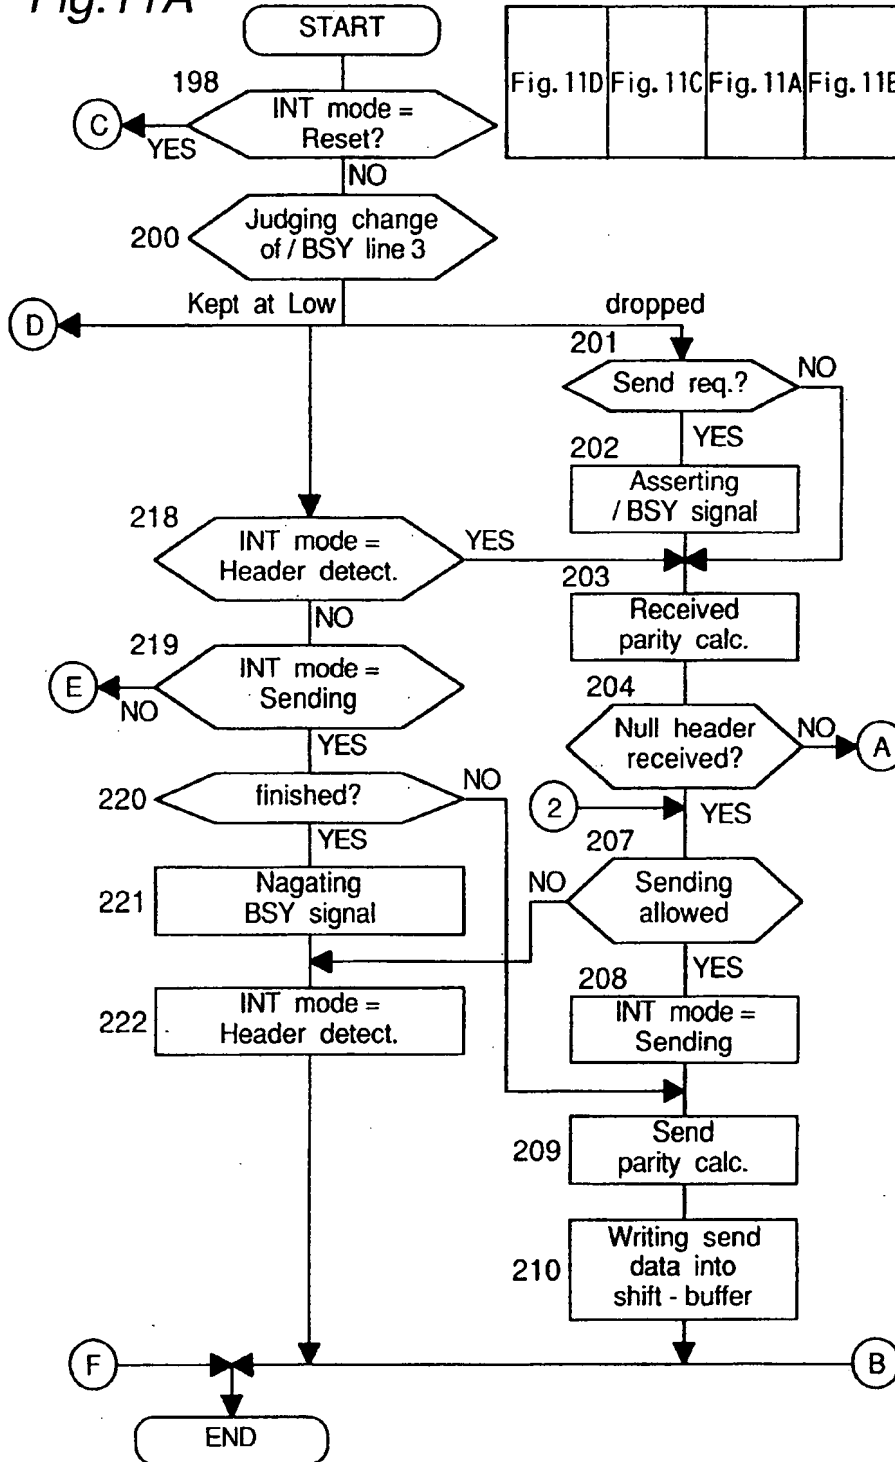 Fig. 11A
START
Fig. 11D Fig. 11C Fig. 11A Fig. 11B
198
INT mode =
Reset?
C
YES
NO
200
Judging change
of / BSY line 3
Kept at Low
dropped
D
201
Send req.?
NO
YES
202
Asserting
/ BSY signal
218
INT mode =
Header detect.
YES
203
Received
parity calc.
NO
219
INT mode =
Sending
E
NO
204
Null header
received?
NO
A
YES
220
finished?
NO
2
YES
YES
207
221
Nagating
BSY signal
NO
Sending
allowed
YES
208
222
INT mode =
Header detect.
INT mode =
Sending
209
Send
parity calc.
210
Writing send
data into
shift - buffer
F
B
END